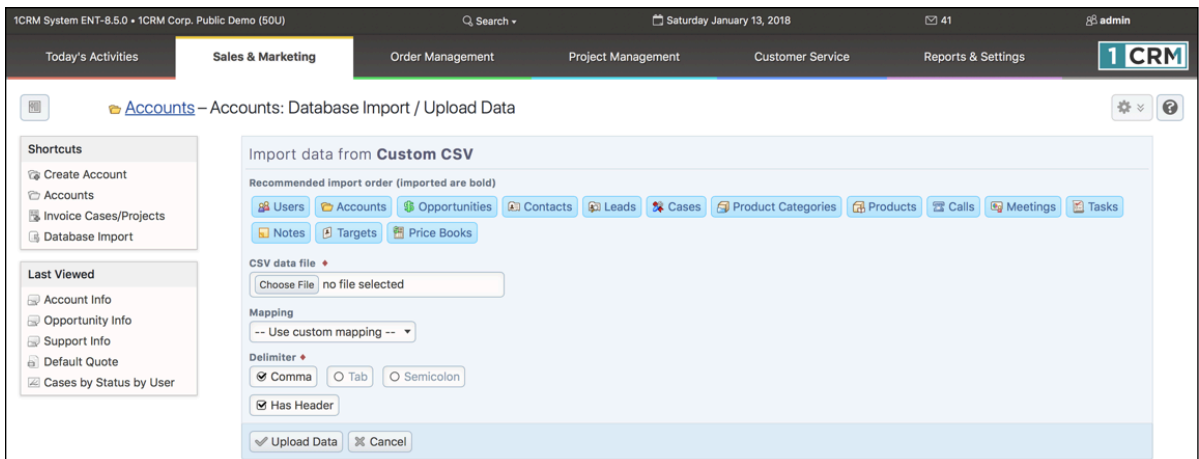 1CRM System ENT-8.5.0 • 1CRM Corp. Public Demo (50U) Search Saturday January 13, 2018 41 admin
Today's Activities Sales & Marketing Order Management Project Management Customer Service Reports & Settings 1 CRM
Accounts – Accounts: Database Import / Upload Data
Shortcuts
Create Account
Accounts
Invoice Cases/Projects
Database Import
Last Viewed
Account Info
Opportunity Info
Support Info
Default Quote
Cases by Status by User
Import data from Custom CSV
Recommended import order (imported are bold)
Users Accounts Opportunities Contacts Leads Cases Product Categories Products Calls Meetings Tasks
Notes Targets Price Books
CSV data file
Choose File no file selected
Mapping
-- Use custom mapping --
Delimiter
Comma Tab Semicolon
Has Header
Upload Data Cancel